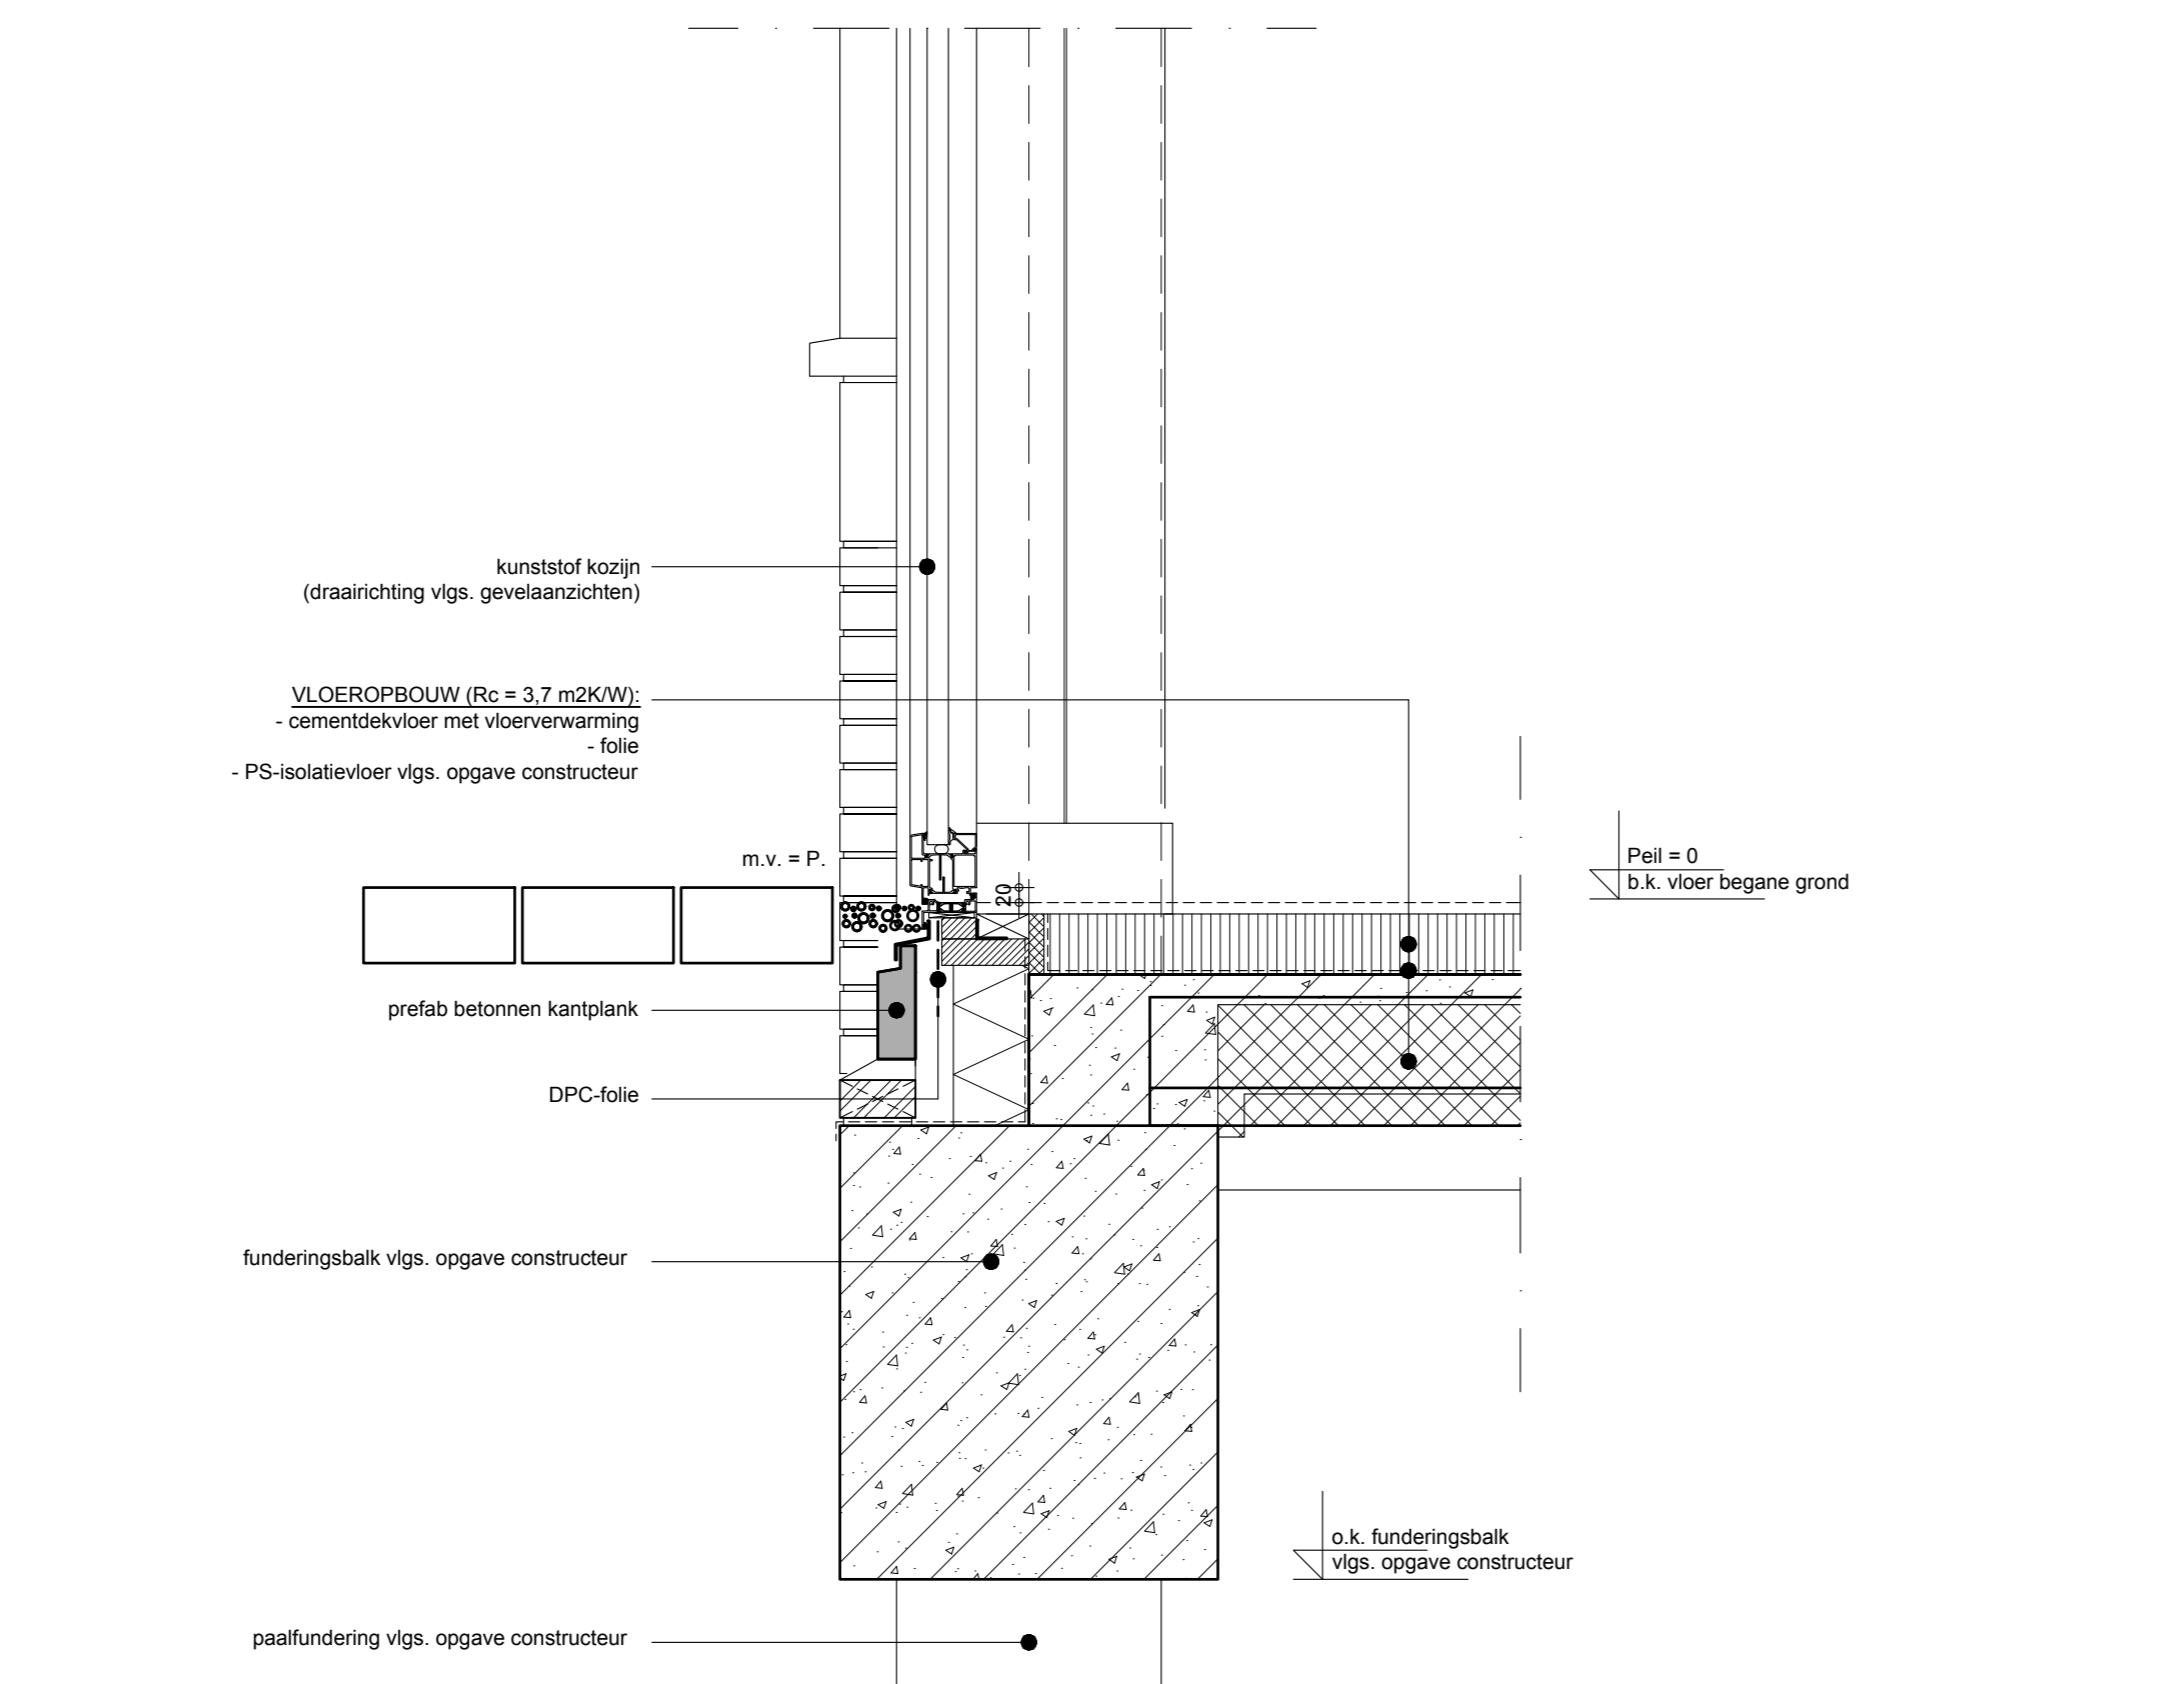 kunststof kozijn
(draairichting vlgs. gevelaanzichten)
VLOEROPBOUW (Rc = 3,7 m2K/W):
- cementdekvloer met vloerverwarming
- folie
- PS-isolatievloer vlgs. opgave constructeur
m.v. = P.
20
Peil = 0
b.k. vloer begane grond
prefab betonnen kantplank
DPC-folie
funderingsbalk vlgs. opgave constructeur
o.k. funderingsbalk
vlgs. opgave constructeur
paalfundering vlgs. opgave constructeur